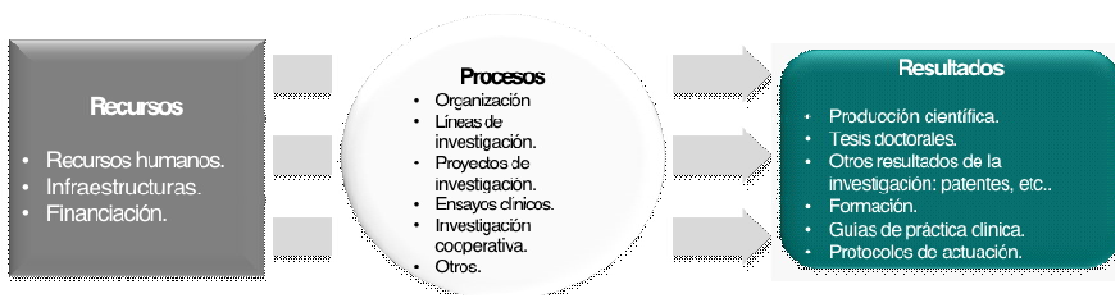 Recursos
• Recursos humanos.
• Infraestructuras.
• Financiación.
Procesos
• Organización
• Líneas de
investigación.
• Proyectos de
investigación.
• Ensayos clínicos.
• Investigación
cooperativa.
• Otros.
Resultados
• Producción científica.
• Tesis doctorales.
• Otros resultados de la
investigación: patentes, etc..
• Formación.
• Guías de práctica clínica.
• Protocolos de actuación.